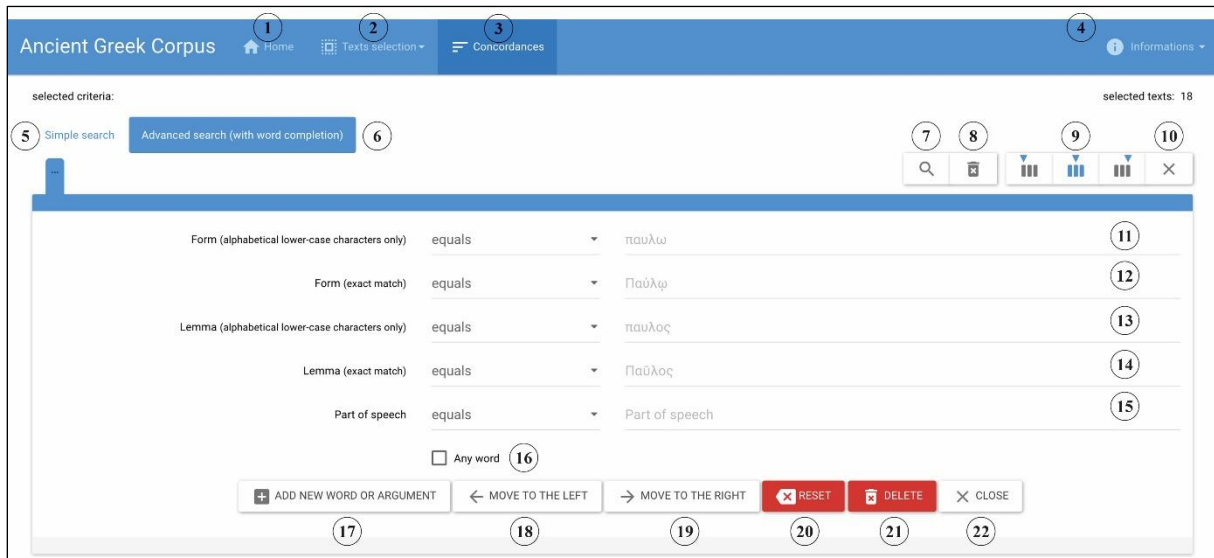 1 2 3 4
Ancient Greek Corpus Home Texts selection Concordances Informations
selected criteria: selected texts: 18
5 Simple search Advanced search (with word completion) 6 7 8 9 10
...
Form (alphabetical lower-case characters only) equals παυλω 11
Form (exact match) equals Παύλῳ 12
Lemma (alphabetical lower-case characters only) equals παυλος 13
Lemma (exact match) equals Παῦλος 14
Part of speech equals Part of speech 15
Any word 16
ADD NEW WORD OR ARGUMENT MOVE TO THE LEFT MOVE TO THE RIGHT RESET DELETE CLOSE
17 18 19 20 21 22